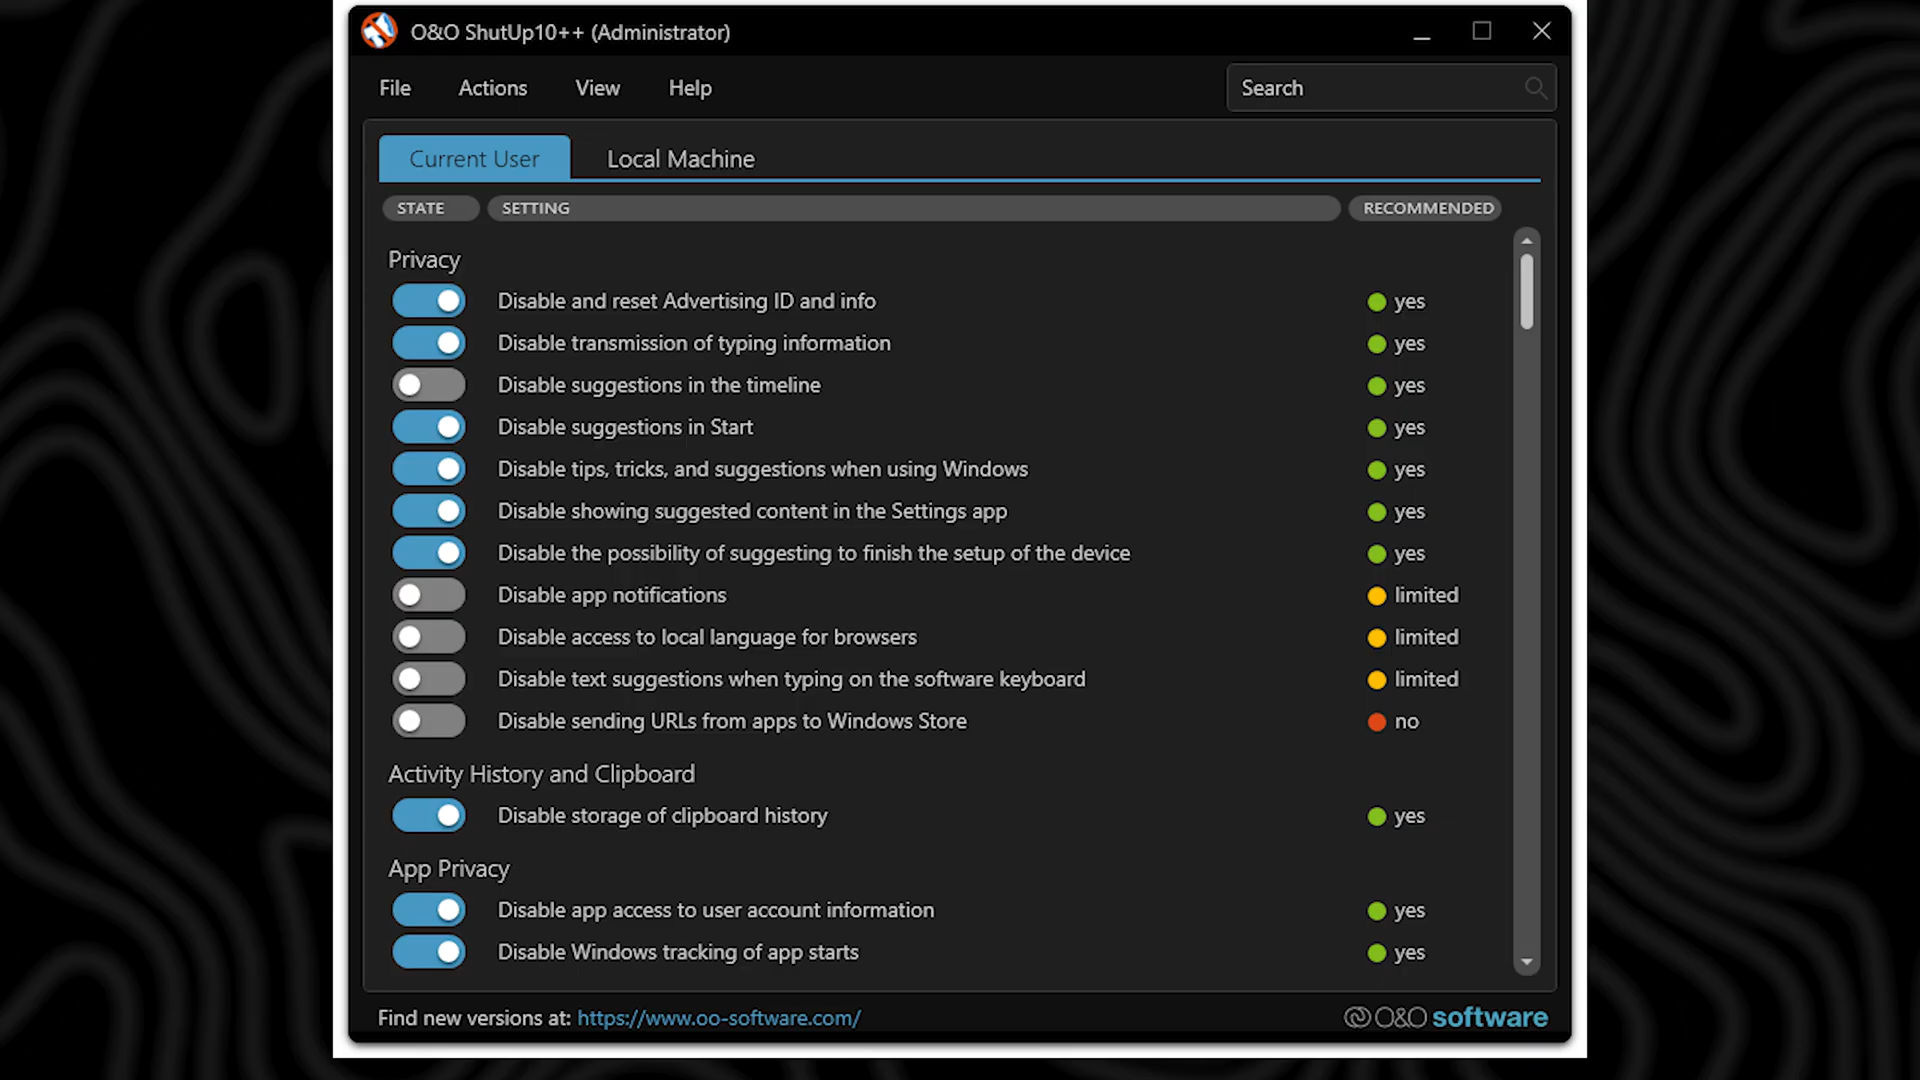 O&O ShutUp10++ (Administrator)
File Actions View Help Search
Current User Local Machine
STATE SETTING RECOMMENDED
Privacy
Disable and reset Advertising ID and info yes
Disable transmission of typing information yes
Disable suggestions in the timeline yes
Disable suggestions in Start yes
Disable tips, tricks, and suggestions when using Windows yes
Disable showing suggested content in the Settings app yes
Disable the possibility of suggesting to finish the setup of the device yes
Disable app notifications limited
Disable access to local language for browsers limited
Disable text suggestions when typing on the software keyboard limited
Disable sending URLs from apps to Windows Store no
Activity History and Clipboard
Disable storage of clipboard history yes
App Privacy
Disable app access to user account information yes
Disable Windows tracking of app starts yes
Find new versions at: https://www.oo-software.com/ O&O software